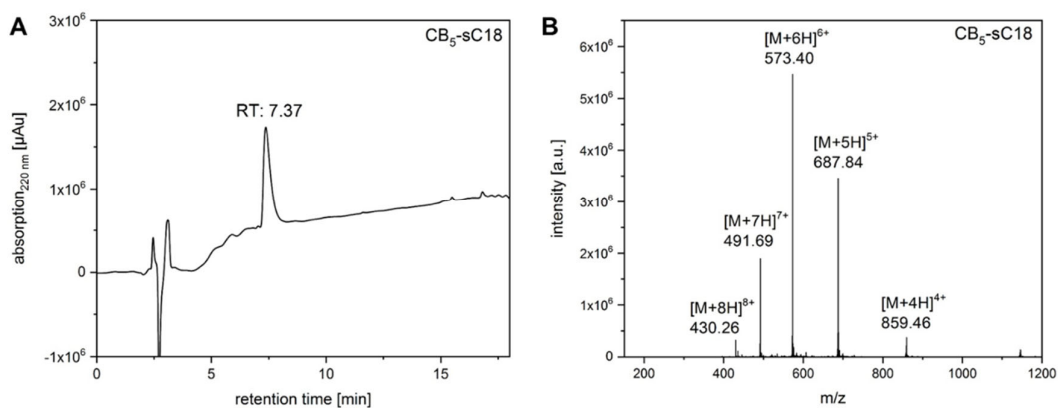 A
CB₅-sC18
RT: 7.37
3x10⁶
2x10⁶
1x10⁶
0
-1x10⁶
absorption₂₂₀ ₙₘ [µAu]
0 5 10 15
retention time [min]
B
CB₅-sC18
[M+6H]⁶⁺
573.40
[M+5H]⁵⁺
687.84
[M+7H]⁷⁺
491.69
[M+8H]⁸⁺
430.26
[M+4H]⁴⁺
859.46
6x10⁶
5x10⁶
4x10⁶
3x10⁶
2x10⁶
1x10⁶
0
intensity [a.u.]
200 400 600 800 1000 1200
m/z